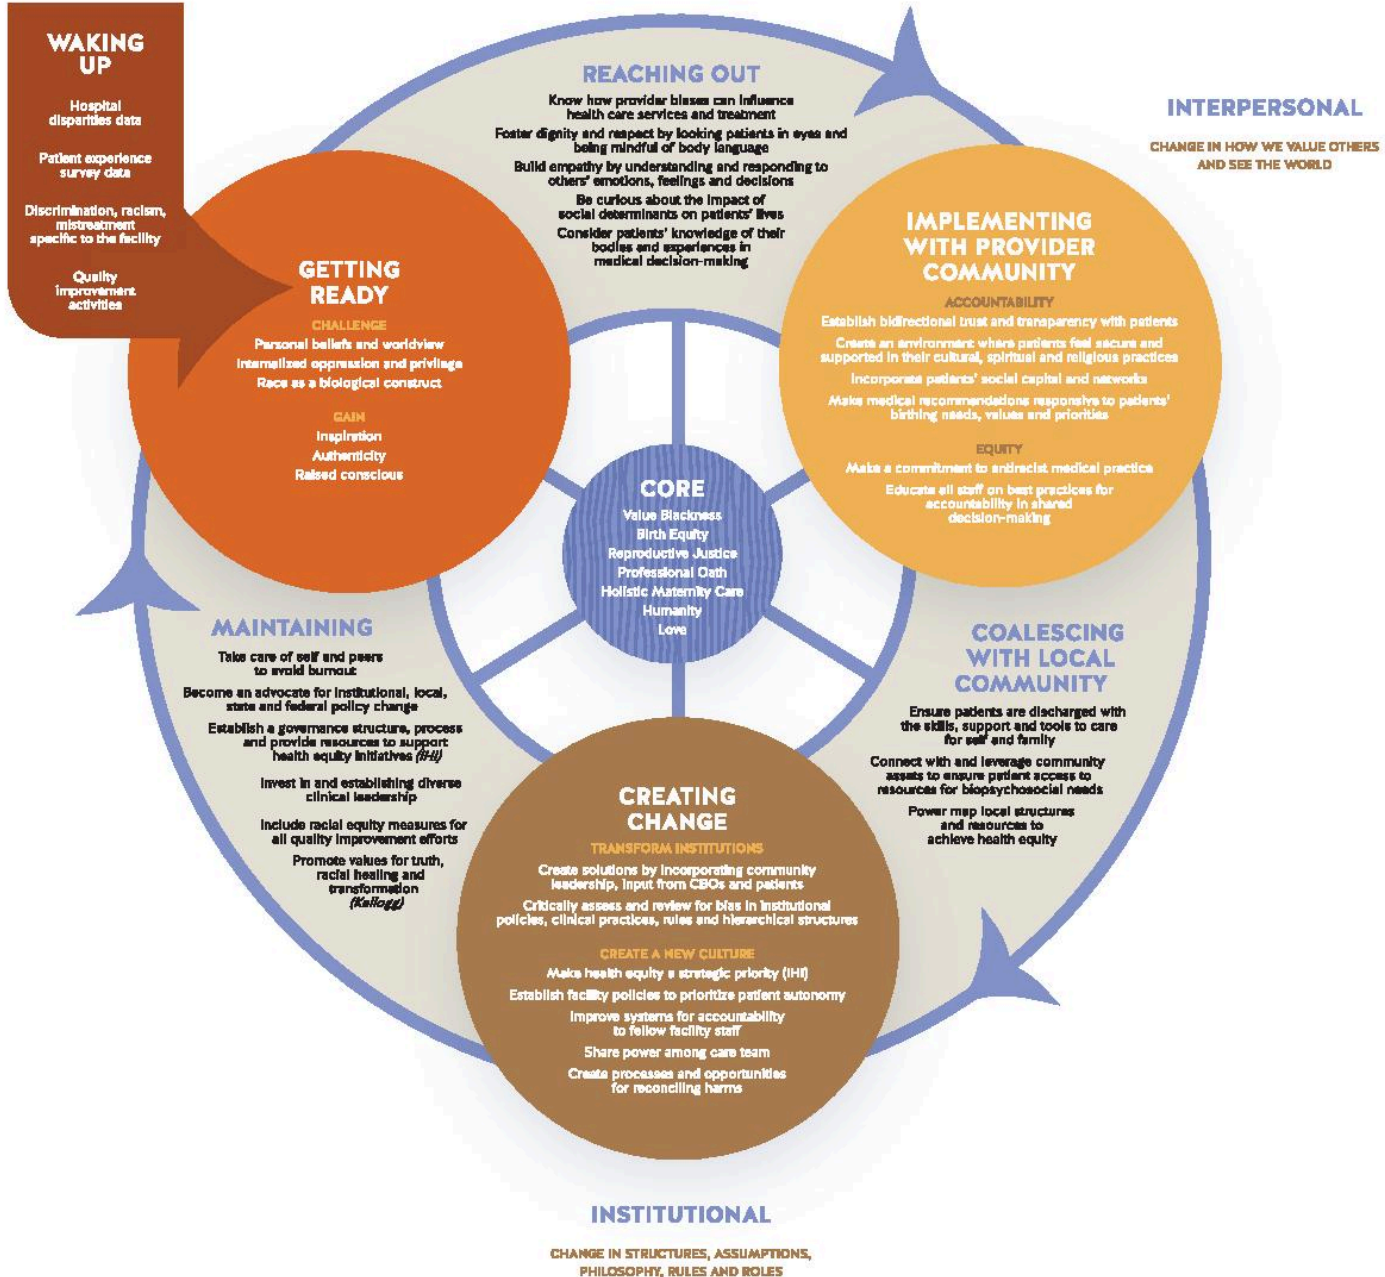 WAKING
UP
Hospital
disparities data
Patient experience
survey data
Discrimination, racism,
mistreatment
specific to the facility
Quality
improvement
activities
GETTING
READY
CHALLENGE
Personal beliefs and worldview
Internalized oppression and privilege
Race as a biological construct
GAIN
Inspiration
Authenticity
Raised conscious
REACHING OUT
Know how provider biases can influence
health care services and treatment
Foster dignity and respect by looking patients in eyes and
being mindful of body language
Build empathy by understanding and responding to
others' emotions, feelings and decisions
Be curious about the impact of
social determinants on patients' lives
Consider patients' knowledge of their
bodies and experiences in
medical decision-making
INTERPERSONAL
CHANGE IN HOW WE VALUE OTHERS
AND SEE THE WORLD
IMPLEMENTING
WITH PROVIDER
COMMUNITY
ACCOUNTABILITY
Establish bidirectional trust and transparency with patients
Create an environment where patients feel secure and
supported in their cultural, spiritual and religious practices
Incorporate patients' social capital and networks
Make medical recommendations responsive to patients'
birthing needs, values and priorities
EQUITY
Make a commitment to antiracist medical practice
Educate all staff on best practices for
accountability in shared
decision-making
CORE
Value Blackness
Birth Equity
Reproductive Justice
Professional Oath
Holistic Maternity Care
Humanity
Love
COALESCING
WITH LOCAL
COMMUNITY
Ensure patients are discharged with
the skills, support and tools to care
for self and family
Connect with and leverage community
assets to ensure patient access to
resources for biopsychosocial needs
Power map local structures
and resources to
achieve health equity
CREATING
CHANGE
TRANSFORM INSTITUTIONS
Create solutions by incorporating community
leadership, input from CBOs and patients
Critically assess and review for bias in institutional
policies, clinical practices, rules and hierarchical structures
CREATE A NEW CULTURE
Make health equity a strategic priority (IHI)
Establish facility policies to prioritize patient autonomy
Improve systems for accountability
to fellow facility staff
Share power among care team
Create processes and opportunities
for reconciling harms
MAINTAINING
Take care of self and peers
to avoid burnout
Become an advocate for institutional, local,
state and federal policy change
Establish a governance structure, process
and provide resources to support
health equity initiatives (IHI)
Invest in and establishing diverse
clinical leadership
Include racial equity measures for
all quality improvement efforts
Promote values for truth,
racial healing and
transformation
(Kellogg)
INSTITUTIONAL
CHANGE IN STRUCTURES, ASSUMPTIONS,
PHILOSOPHY, RULES AND ROLES